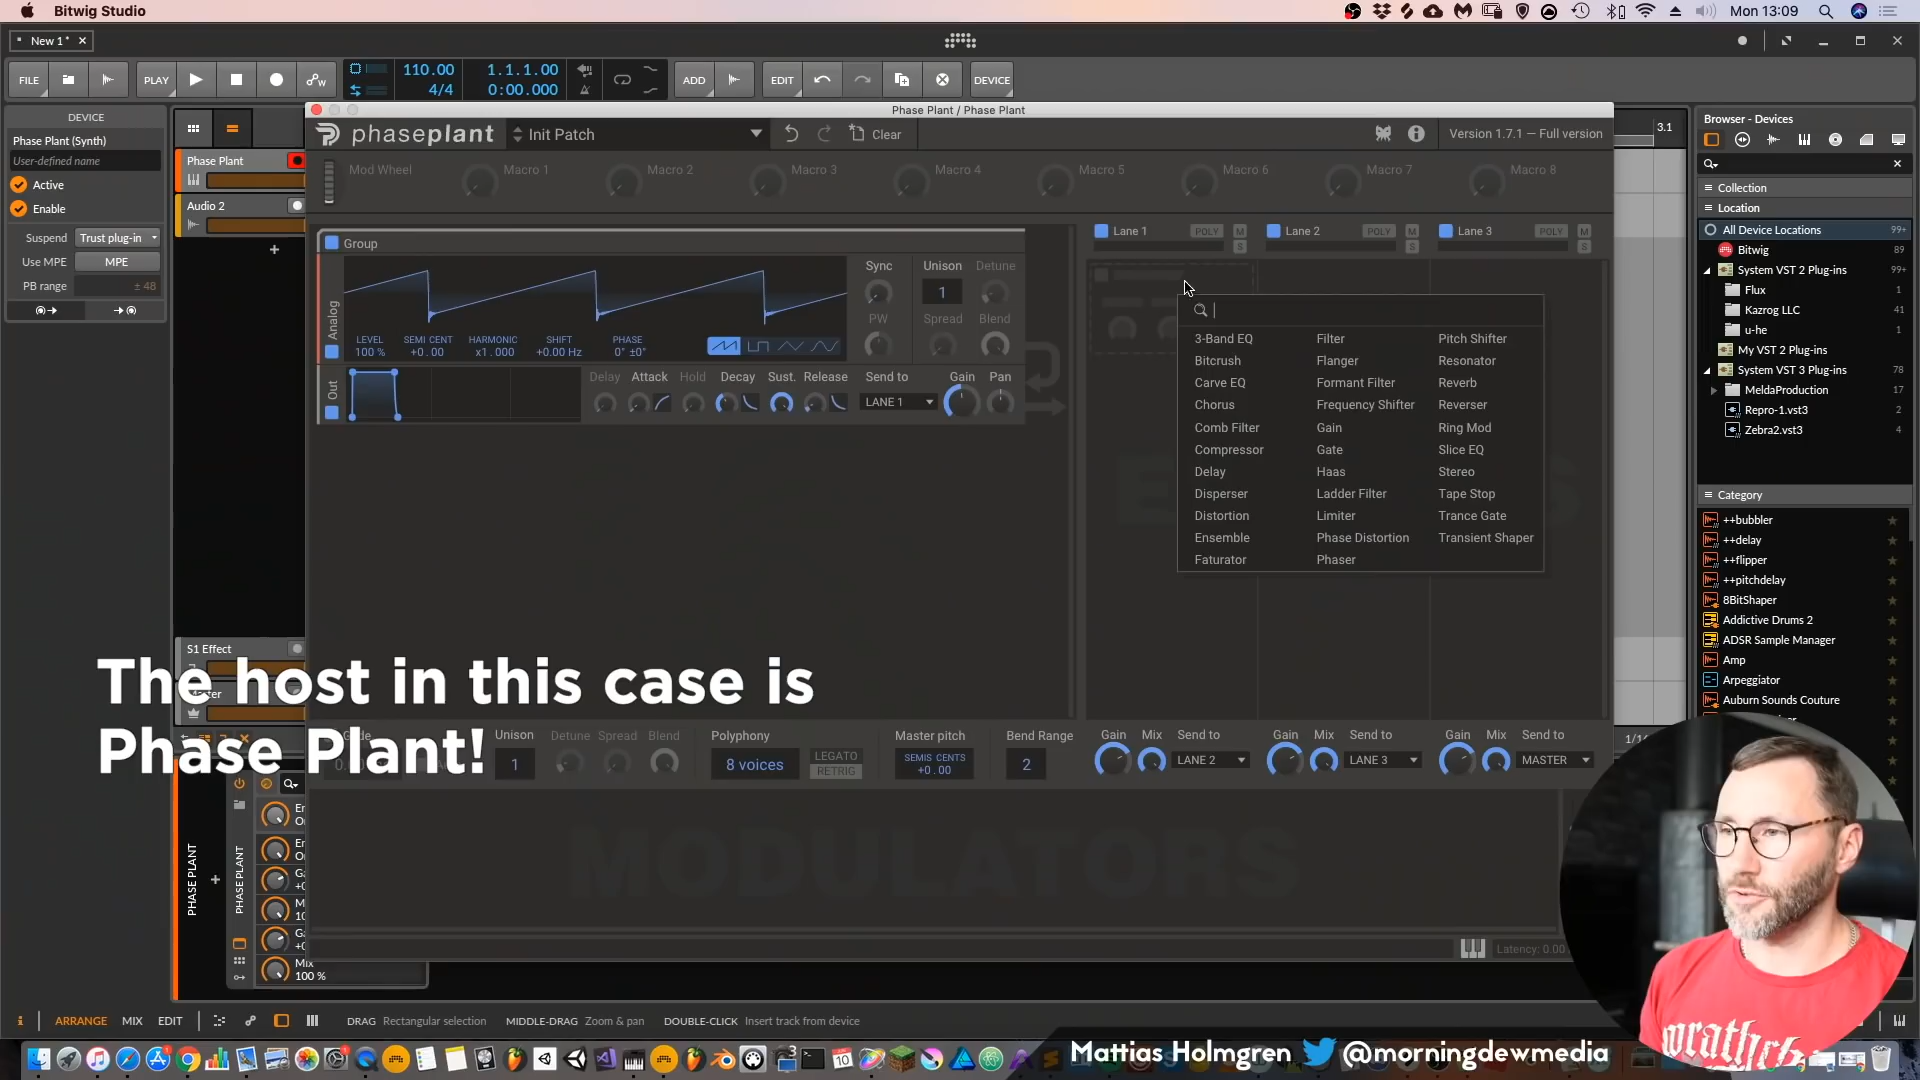 Bitwig Studio
Mon 13:09
New 1*
FILE
PLAY
110.00
4/4
1.1.1.00
0:00.000
ADD
EDIT
DEVICE
DEVICE
Phase Plant (Synth)
User-defined name
Active
Enable
Suspend Trust plug-in
Use MPE MPE
PB range ± 48
Phase Plant
Audio 2
Phase Plant / Phase Plant
phaseplant
Init Patch
Clear
Version 1.7.1 — Full version
Mod Wheel
Macro 1
Macro 2
Macro 3
Macro 4
Macro 5
Macro 6
Macro 7
Macro 8
Group
Analog
LEVEL
100 %
SEMI CENT
+0.00
HARMONIC
x1.000
SHIFT
+0.00 Hz
PHASE
0° ±0°
Sync
PW
Unison
1
Detune
Spread
Blend
Out
Delay
Attack
Hold
Decay
Sust.
Release
Send to
LANE 1
Gain
Pan
Lane 1 POLY M
S
Lane 2 POLY M
S
Lane 3 POLY M
S
3-Band EQ
Bitcrush
Carve EQ
Chorus
Comb Filter
Compressor
Delay
Disperser
Distortion
Ensemble
Faturator
Filter
Flanger
Formant Filter
Frequency Shifter
Gain
Gate
Haas
Ladder Filter
Limiter
Phase Distortion
Phaser
Pitch Shifter
Resonator
Reverb
Reverser
Ring Mod
Slice EQ
Stereo
Tape Stop
Trance Gate
Transient Shaper
3.1
Browser - Devices
Collection
Location
All Device Locations 99+
Bitwig 89
System VST 2 Plug-ins 99+
Flux 1
Kazrog LLC 41
u-he 1
My VST 2 Plug-ins
System VST 3 Plug-ins 78
MeldaProduction 17
Repro-1.vst3 2
Zebra2.vst3 4
Category
++bubbler
++delay
++flipper
++pitchdelay
8BitShaper
Addictive Drums 2
ADSR Sample Manager
Amp
Arpeggiator
Auburn Sounds Couture
S1 Effect
The host in this case is
Phase Plant!
Unison
1
Detune
Spread
Blend
Polyphony
8 voices
LEGATO
RETRIG
Master pitch
SEMIS CENTS
+0.00
Bend Range
2
Gain Mix Send to
LANE 2
Gain Mix Send to
LANE 3
Gain Mix Send to
MASTER
MODULATORS
Latency: 0.00
PHASE PLANT
PHASE PLANT
Mix
100 %
ARRANGE MIX EDIT
DRAG Rectangular selection
MIDDLE-DRAG Zoom & pan
DOUBLE-CLICK Insert track from device
Mattias Holmgren @morningdewmedia